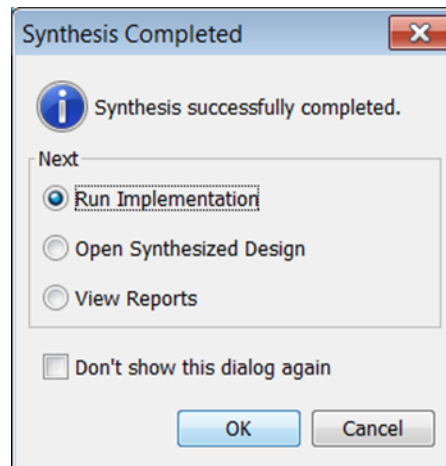 Synthesis Completed
Synthesis successfully completed.
Next
Run Implementation
Open Synthesized Design
View Reports
Don't show this dialog again
OK Cancel